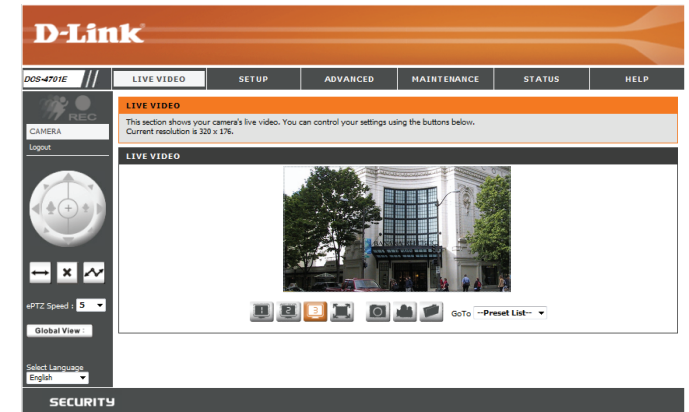 D-Link
DCS-4701E
LIVE VIDEO SETUP ADVANCED MAINTENANCE STATUS HELP
REC
CAMERA
Logout
ePTZ Speed : 5
Global View :
Select Language
English
LIVE VIDEO
This section shows your camera's live video. You can control your settings using the buttons below.
Current resolution is 320 x 176.
LIVE VIDEO
1 2 3 GoTo --Preset List--
SECURITY